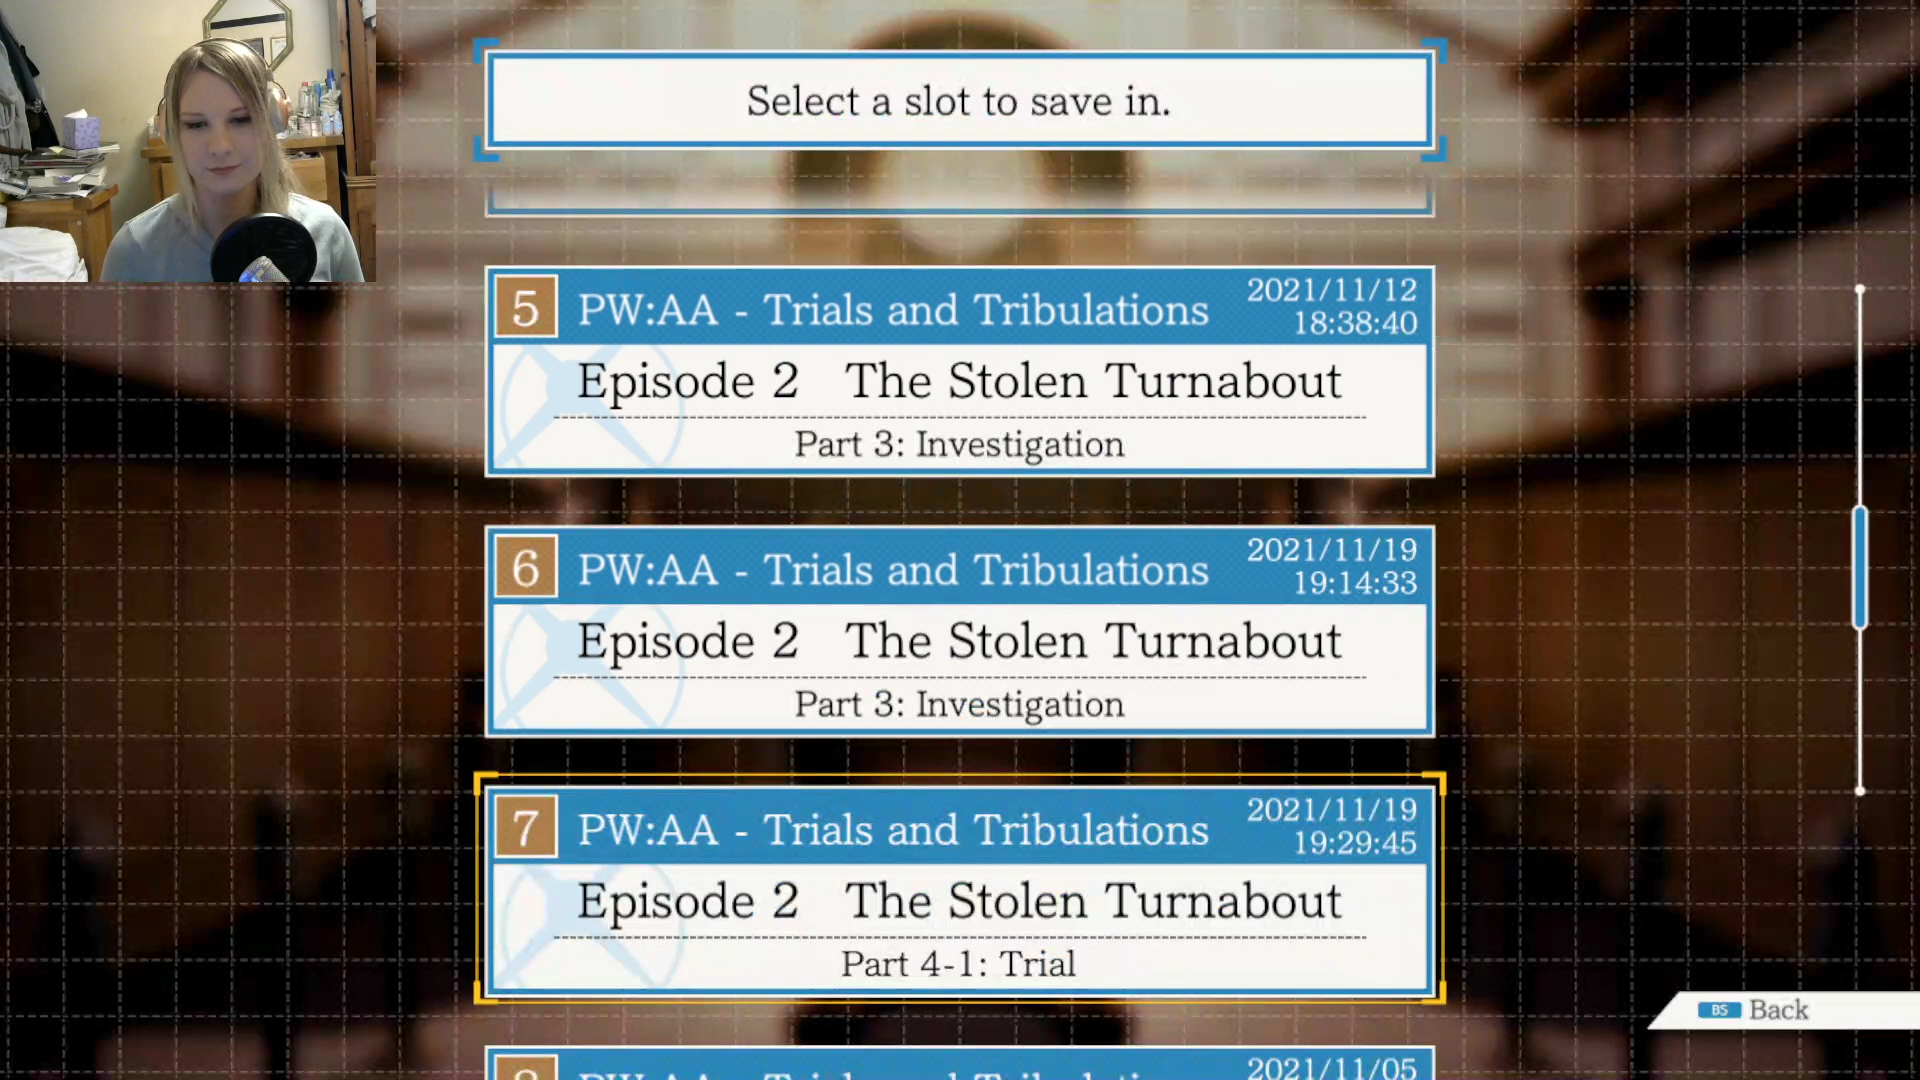 Select a slot to save in.
5 PW:AA - Trials and Tribulations 2021/11/12
18:38:40
Episode 2 The Stolen Turnabout
Part 3: Investigation
6 PW:AA - Trials and Tribulations 2021/11/19
19:14:33
Episode 2 The Stolen Turnabout
Part 3: Investigation
7 PW:AA - Trials and Tribulations 2021/11/19
19:29:45
Episode 2 The Stolen Turnabout
Part 4-1: Trial
BS Back
2021/11/05